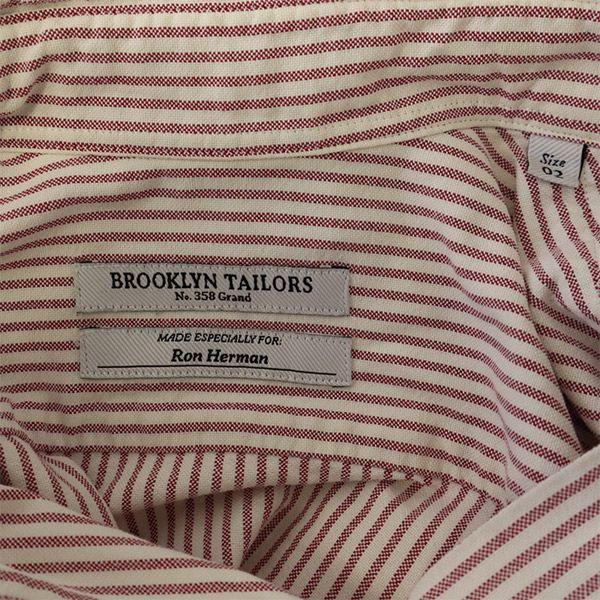 Size
02
BROOKLYN TAILORS
No. 358 Grand
MADE ESPECIALLY FOR:
Ron Herman